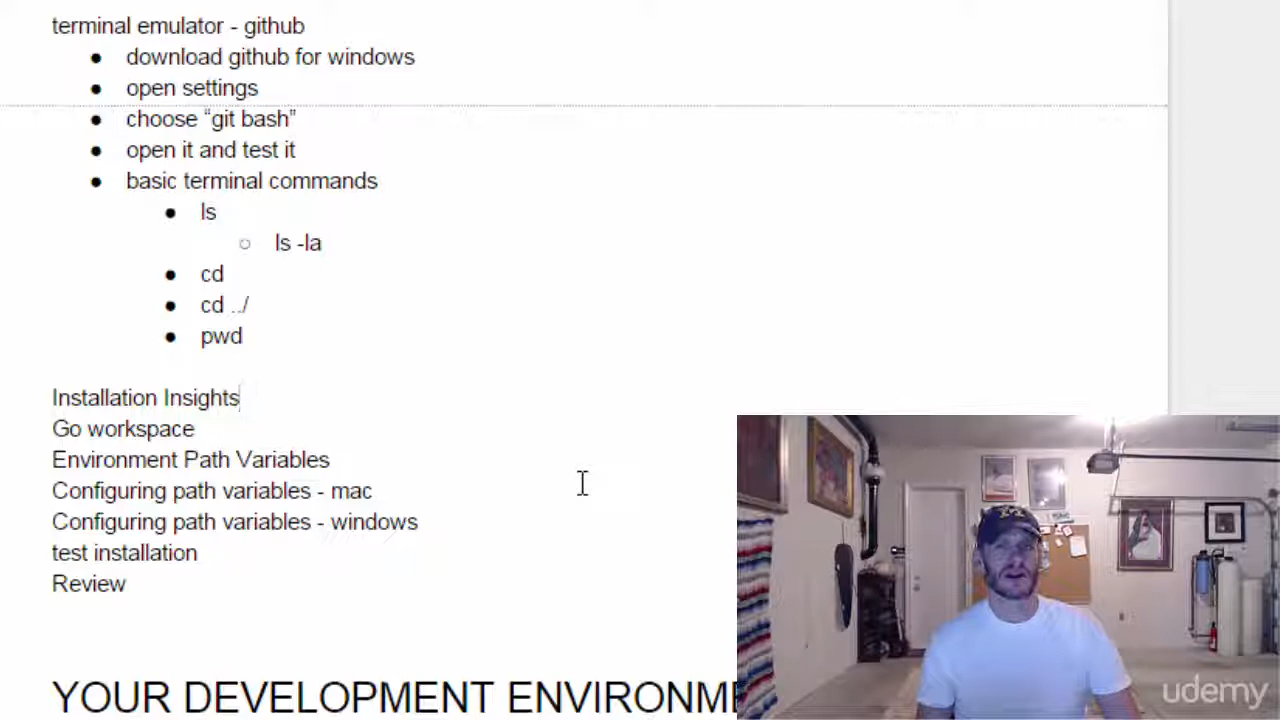 terminal emulator - github
● download github for windows
● open settings
● choose “git bash”
● open it and test it
● basic terminal commands
● ls
○ ls -la
● cd
● cd ../
● pwd
Installation Insights
Go workspace
Environment Path Variables
Configuring path variables - mac
Configuring path variables - windows
test installation
Review
YOUR DEVELOPMENT ENVIRONM
udemy